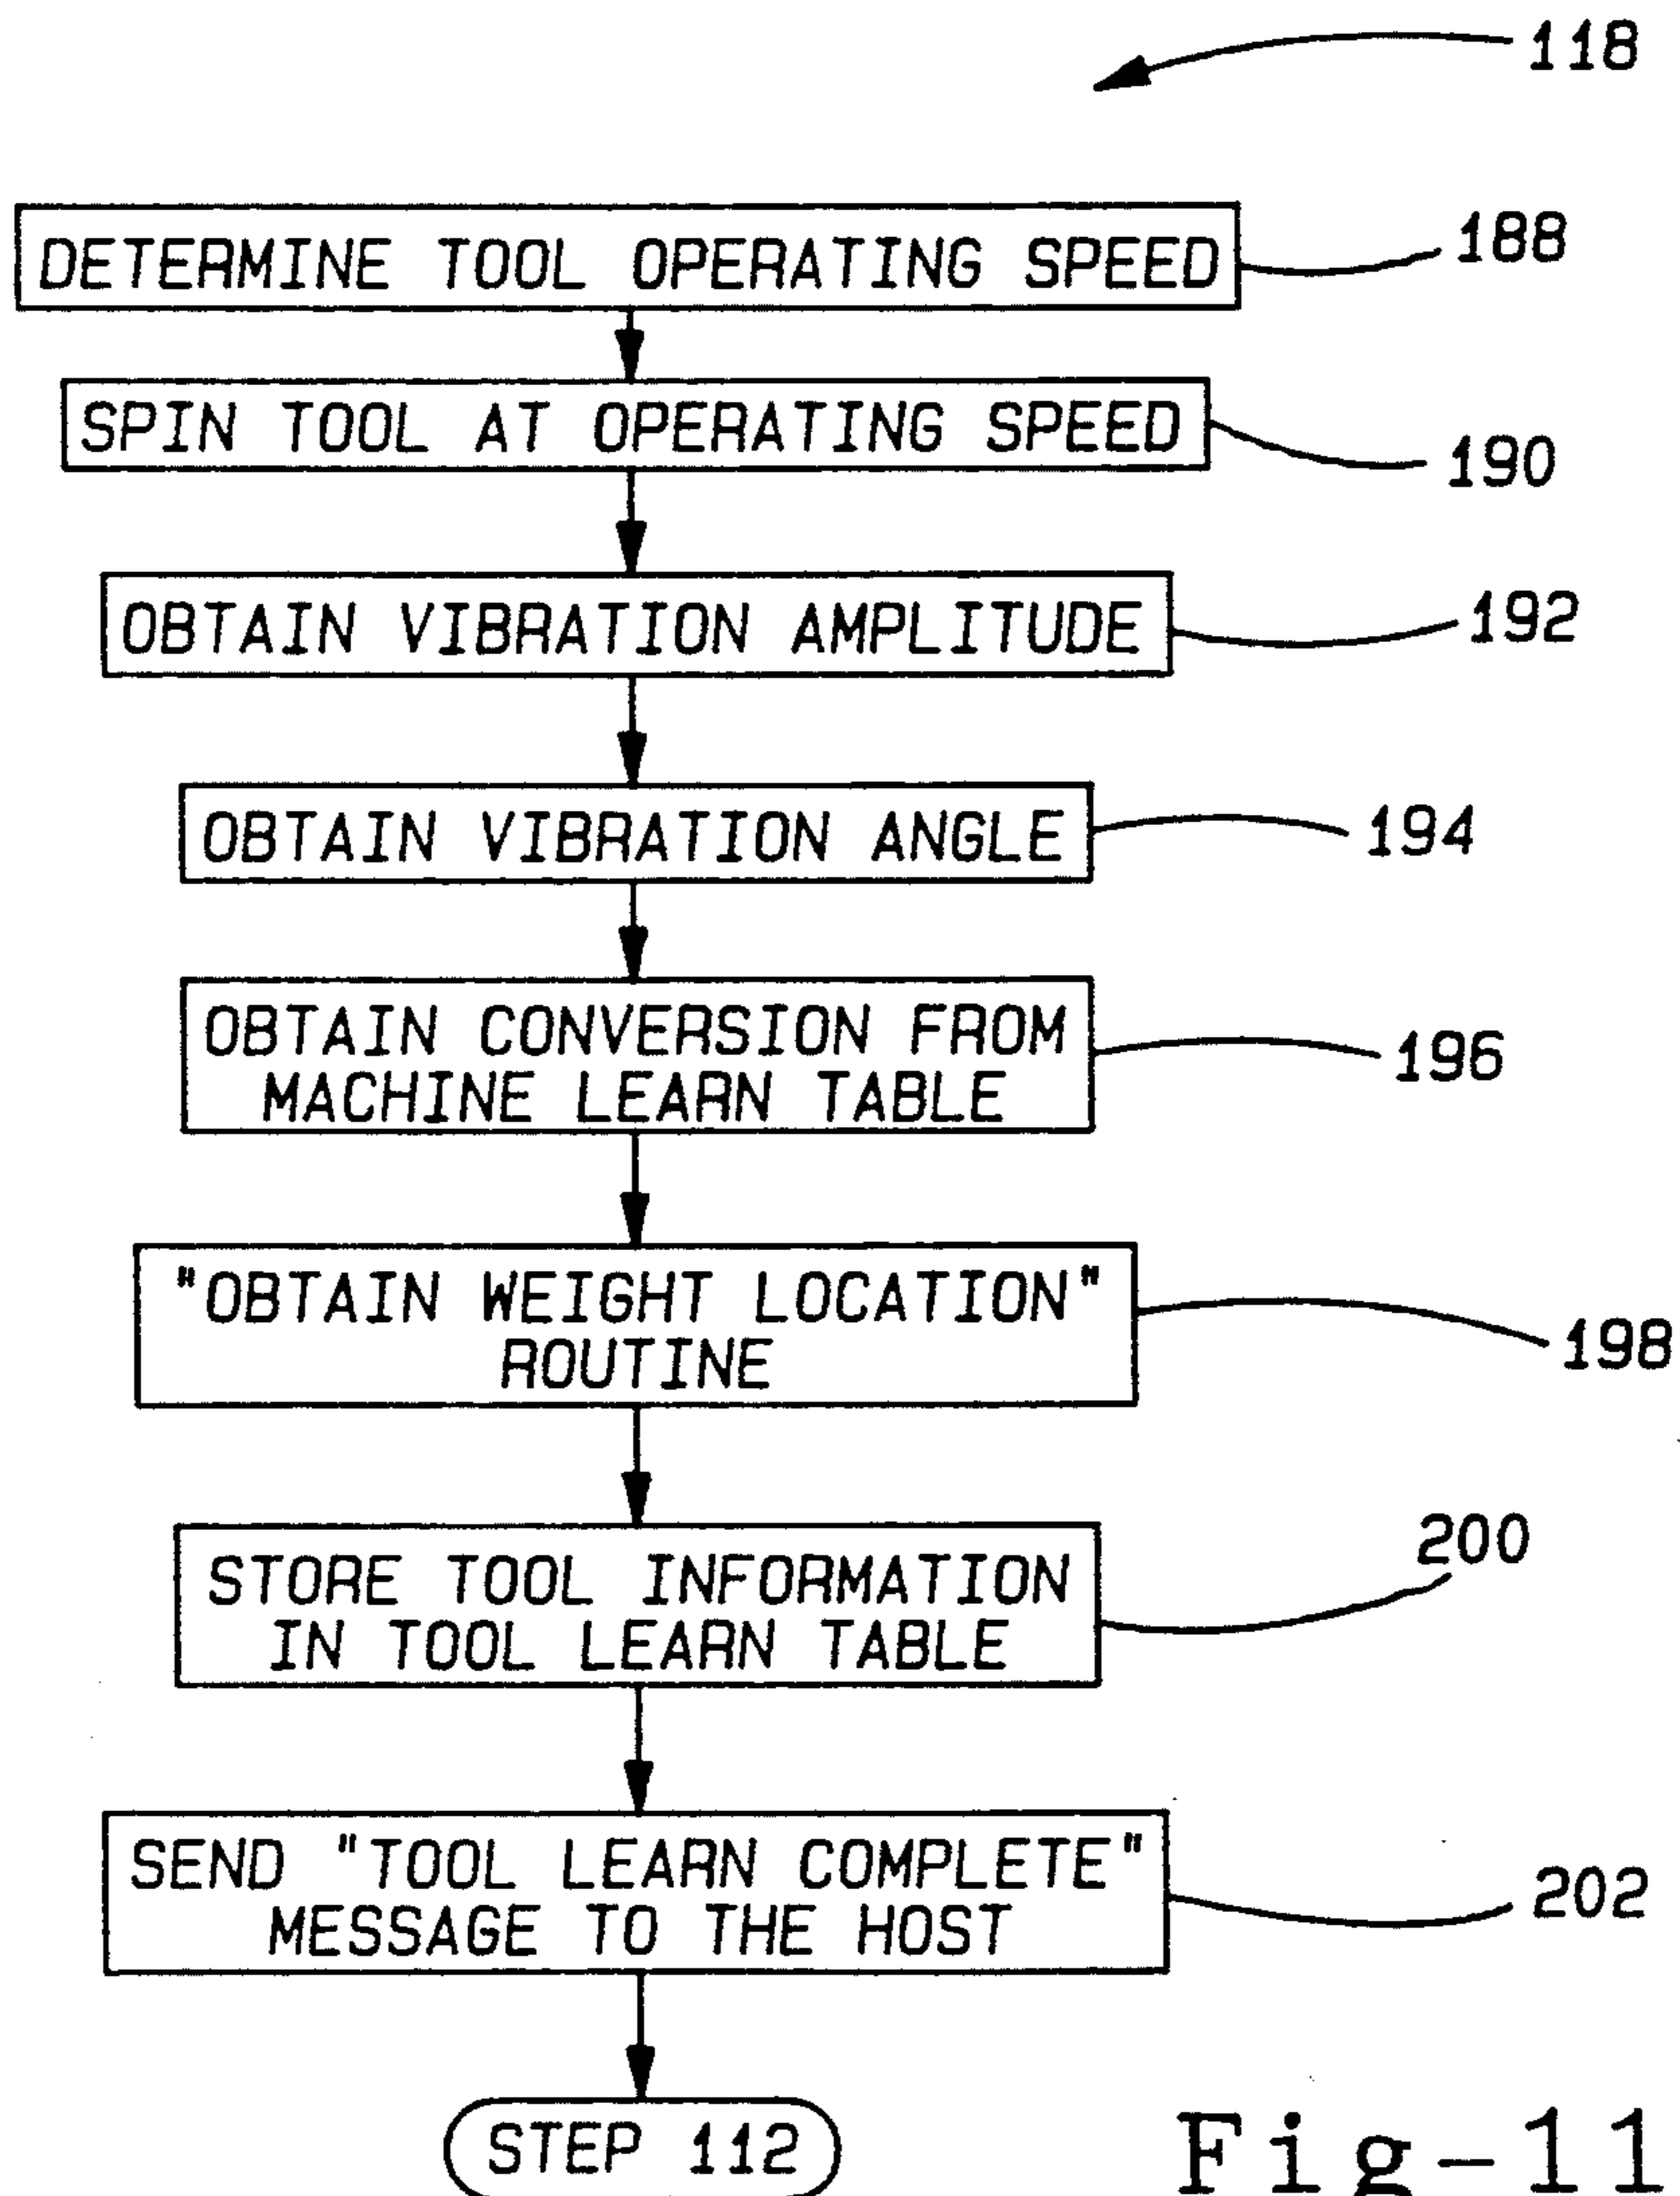 118
DETERMINE TOOL OPERATING SPEED
188
SPIN TOOL AT OPERATING SPEED
190
OBTAIN VIBRATION AMPLITUDE
192
OBTAIN VIBRATION ANGLE
194
OBTAIN CONVERSION FROM
MACHINE LEARN TABLE
196
"OBTAIN WEIGHT LOCATION"
ROUTINE
198
STORE TOOL INFORMATION
IN TOOL LEARN TABLE
200
SEND "TOOL LEARN COMPLETE"
MESSAGE TO THE HOST
202
STEP 112
Fig-11